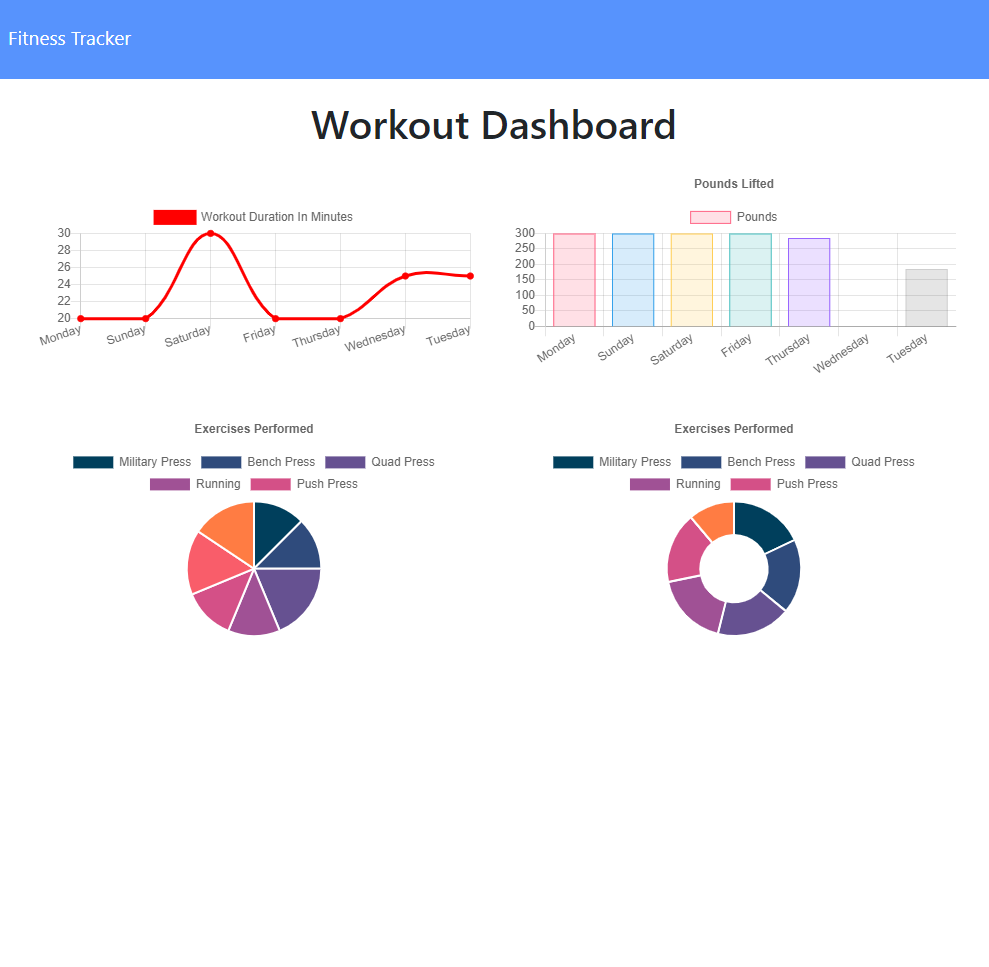 Fitness Tracker
Workout Dashboard
Workout Duration In Minutes
30
28
26
24
22
20
Monday Sunday Saturday Friday Thursday Wednesday Tuesday
Pounds Lifted
Pounds
300
250
200
150
100
50
0
Monday Sunday Saturday Friday Thursday Wednesday Tuesday
Exercises Performed
Military Press Bench Press Quad Press
Running Push Press
Exercises Performed
Military Press Bench Press Quad Press
Running Push Press